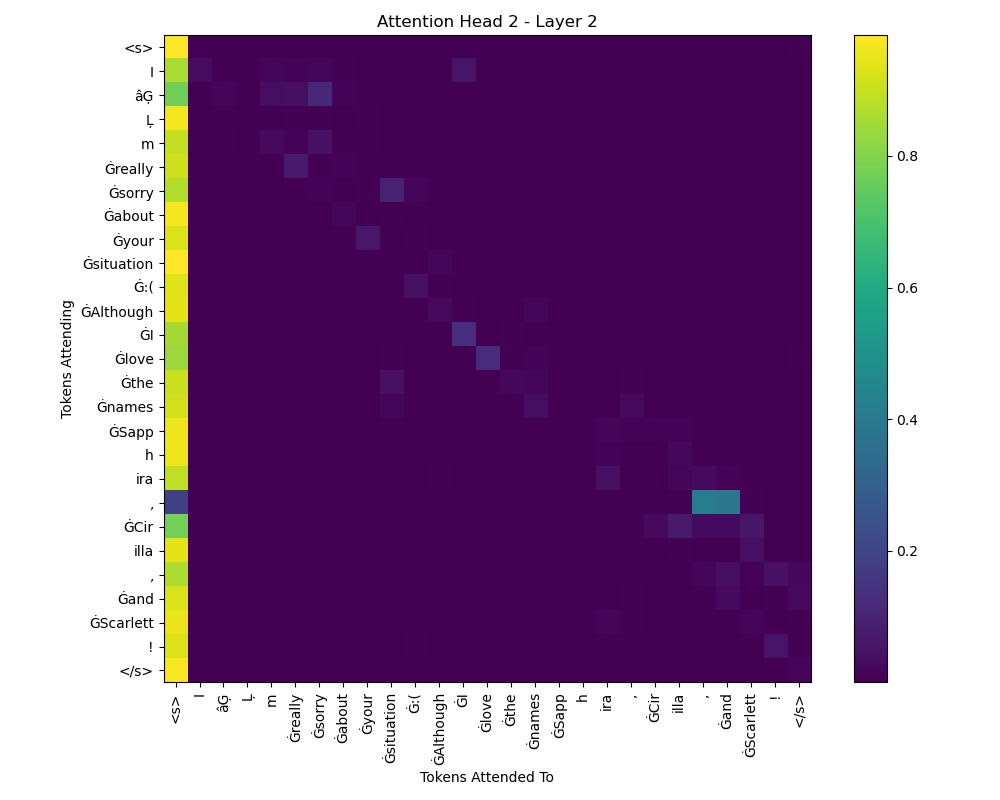 Attention Head 2 - Layer 2
<s>
I
âĢ
Ļ
m
Ġreally
Ġsorry
Ġabout
Ġyour
Ġsituation
Ġ:(
ĠAlthough
ĠI
Ġlove
Ġthe
Ġnames
ĠSapp
h
ira
,
ĠCir
illa
,
Ġand
ĠScarlett
!
</s>
Tokens Attending
<s>
I
âĢ
Ļ
m
Ġreally
Ġsorry
Ġabout
Ġyour
Ġsituation
Ġ:(
ĠAlthough
ĠI
Ġlove
Ġthe
Ġnames
ĠSapp
h
ira
,
ĠCir
illa
,
Ġand
ĠScarlett
!
</s>
Tokens Attended To
0.8
0.6
0.4
0.2